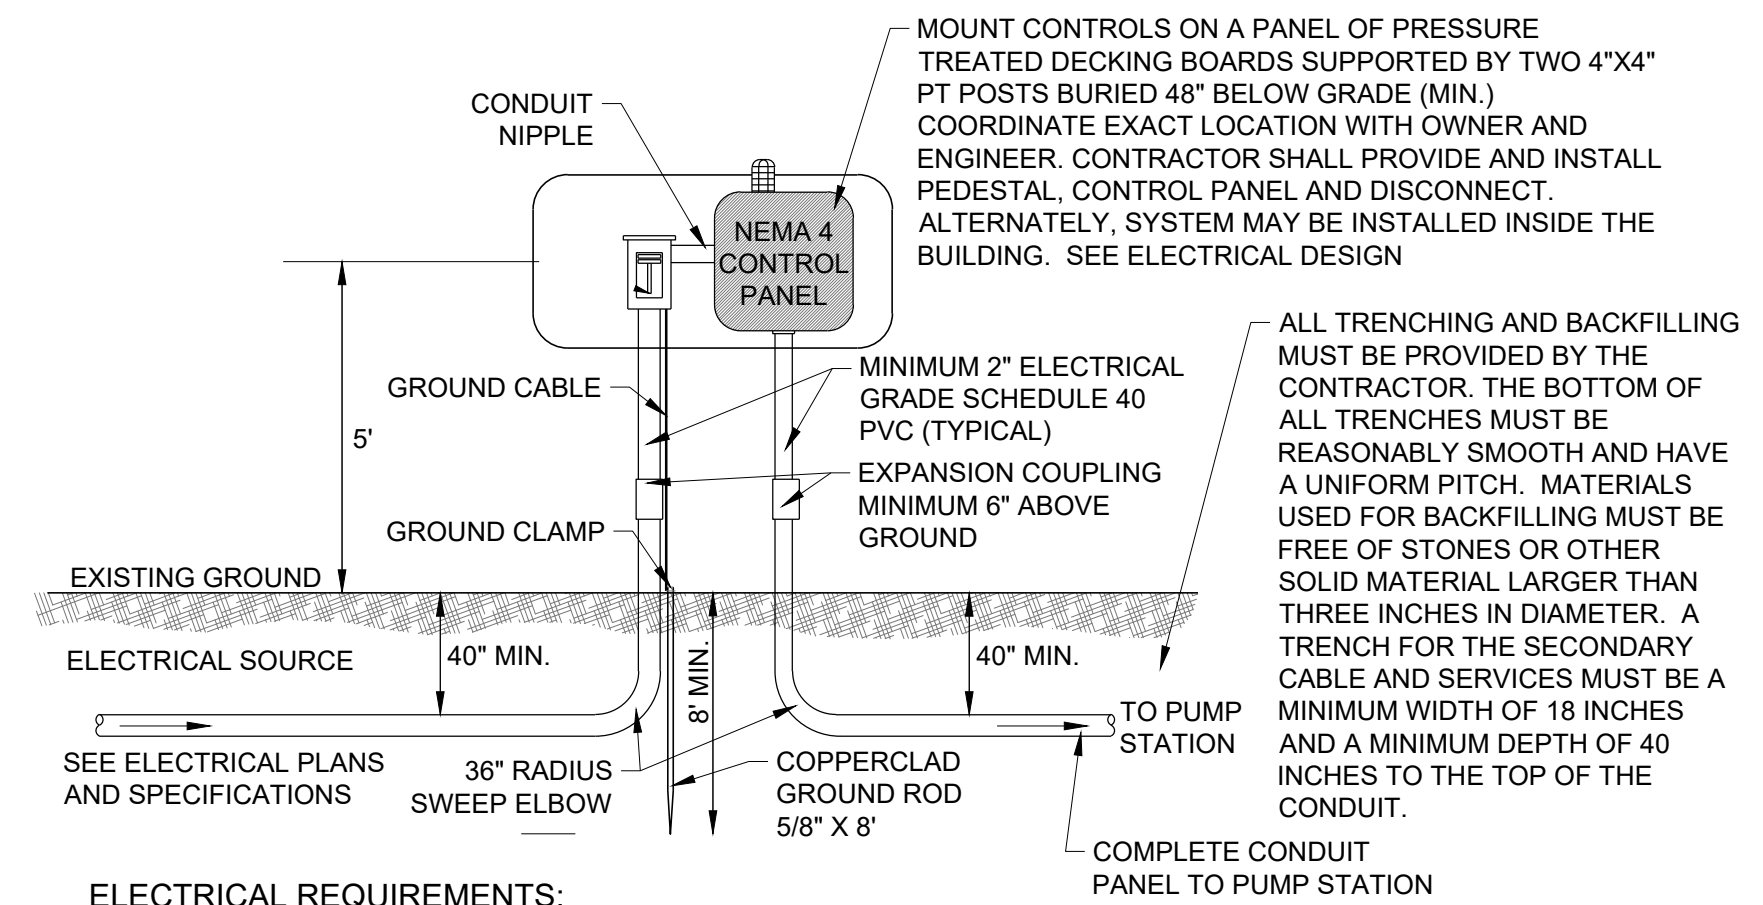 MOUNT CONTROLS ON A PANEL OF PRESSURE
TREATED DECKING BOARDS SUPPORTED BY TWO 4"X4"
PT POSTS BURIED 48" BELOW GRADE (MIN.)
COORDINATE EXACT LOCATION WITH OWNER AND
ENGINEER. CONTRACTOR SHALL PROVIDE AND INSTALL
PEDESTAL, CONTROL PANEL AND DISCONNECT.
ALTERNATELY, SYSTEM MAY BE INSTALLED INSIDE THE
BUILDING.  SEE ELECTRICAL DESIGN
CONDUIT
NIPPLE
NEMA 4
CONTROL
PANEL
ALL TRENCHING AND BACKFILLING
MUST BE PROVIDED BY THE
CONTRACTOR. THE BOTTOM OF
ALL TRENCHES MUST BE
REASONABLY SMOOTH AND HAVE
A UNIFORM PITCH.  MATERIALS
USED FOR BACKFILLING MUST BE
FREE OF STONES OR OTHER
SOLID MATERIAL LARGER THAN
THREE INCHES IN DIAMETER.  A
TRENCH FOR THE SECONDARY
CABLE AND SERVICES MUST BE A
MINIMUM WIDTH OF 18 INCHES
AND A MINIMUM DEPTH OF 40
INCHES TO THE TOP OF THE
CONDUIT.
GROUND CABLE
MINIMUM 2" ELECTRICAL
GRADE SCHEDULE 40
PVC (TYPICAL)
5'
EXPANSION COUPLING
MINIMUM 6" ABOVE
GROUND
GROUND CLAMP
EXISTING GROUND
ELECTRICAL SOURCE
40" MIN.
8' MIN.
40" MIN.
TO PUMP
STATION
SEE ELECTRICAL PLANS
AND SPECIFICATIONS
36" RADIUS
SWEEP ELBOW
COPPERCLAD
GROUND ROD
5/8" X 8'
COMPLETE CONDUIT
PANEL TO PUMP STATION
ELECTRICAL REQUIREMENTS: